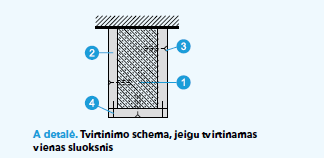 2
3
1
4
A detalė. Tvirtinimo schema, jeigu tvirtinamas
vienas sluoksnis